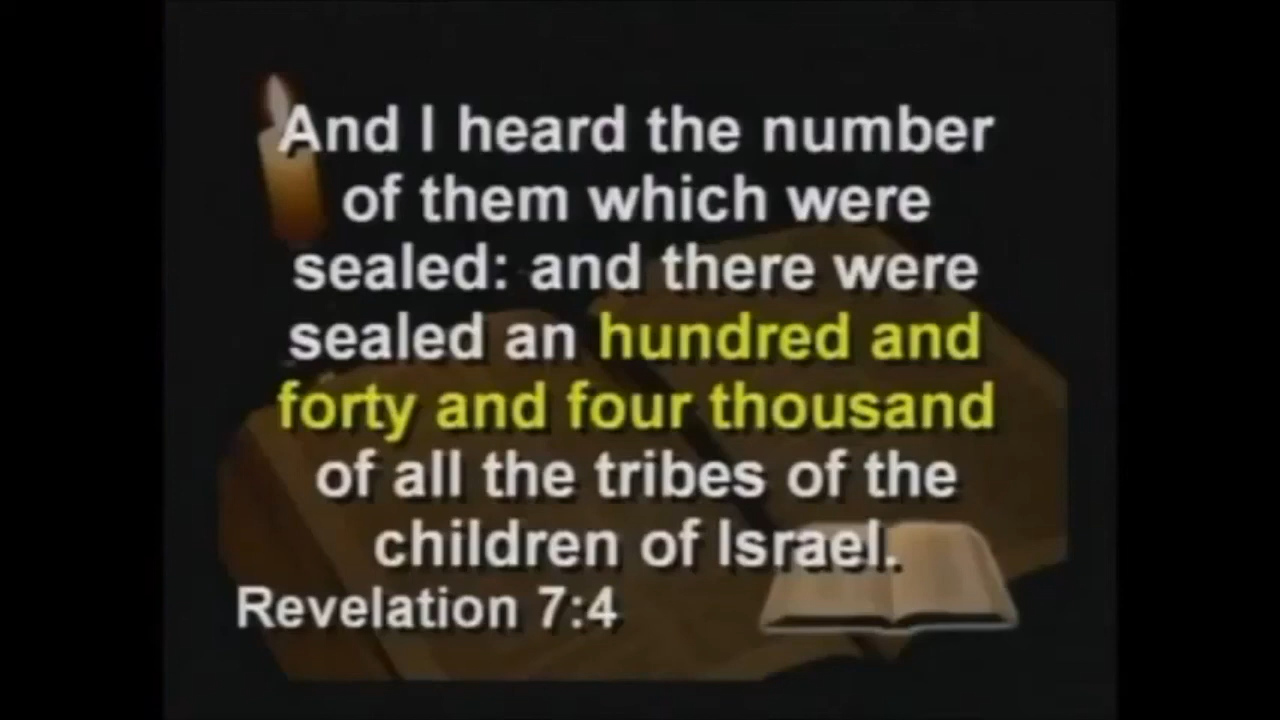 And I heard the number
of them which were
sealed: and there were
sealed an hundred and
forty and four thousand
of all the tribes of the
children of Israel.
Revelation 7:4